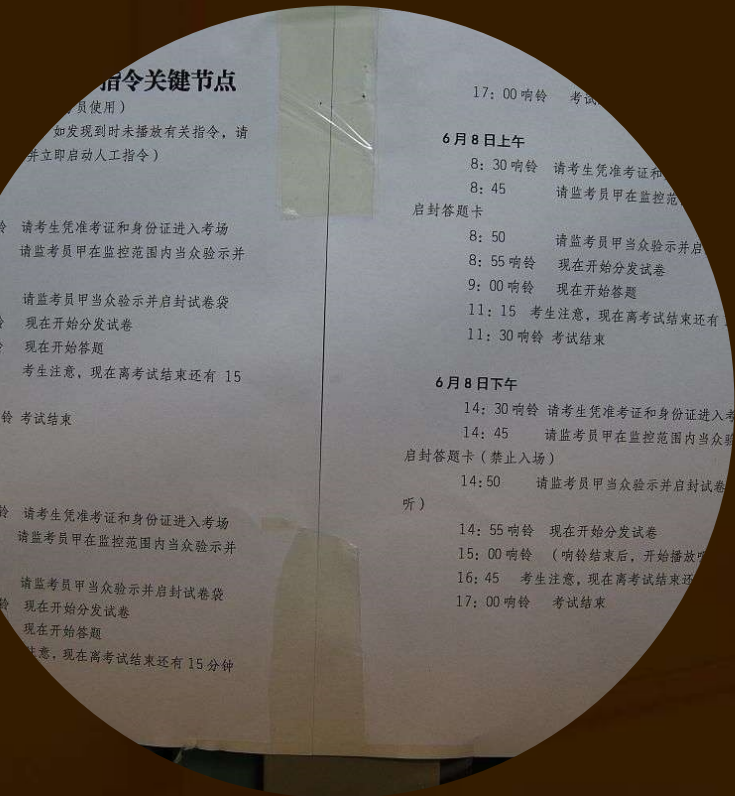 指令关键节点
员使用）
如发现到时未播放有关指令，请
并立即启动人工指令）
请考生凭准考证和身份证进入考场
请监考员甲在监控范围内当众验示并
请监考员甲当众验示并启封试卷袋
现在开始分发试卷
现在开始答题
考生注意，现在离考试结束还有 15
铃 考试结束
请考生凭准考证和身份证进入考场
请监考员甲在监控范围内当众验示并
请监考员甲当众验示并启封试卷袋
现在开始分发试卷
现在开始答题
注意，现在离考试结束还有 15 分钟
17：00 响铃 考试
6 月 8 日上午
8：30 响铃 请考生凭准考证和
8：45 请监考员甲在监控范
启封答题卡
8：50 请监考员甲当众验示并启
8：55 响铃 现在开始分发试卷
9：00 响铃 现在开始答题
11：15 考生注意，现在离考试结束还有
11：30 响铃 考试结束
6 月 8 日下午
14：30 响铃 请考生凭准考证和身份证进入考
14：45 请监考员甲在监控范围内当众验
启封答题卡（禁止入场）
14:50 请监考员甲当众验示并启封试卷
听）
14：55 响铃 现在开始分发试卷
15：00 响铃 （响铃结束后，开始播放
16：45 考生注意，现在离考试结束还
17：00 响铃 考试结束